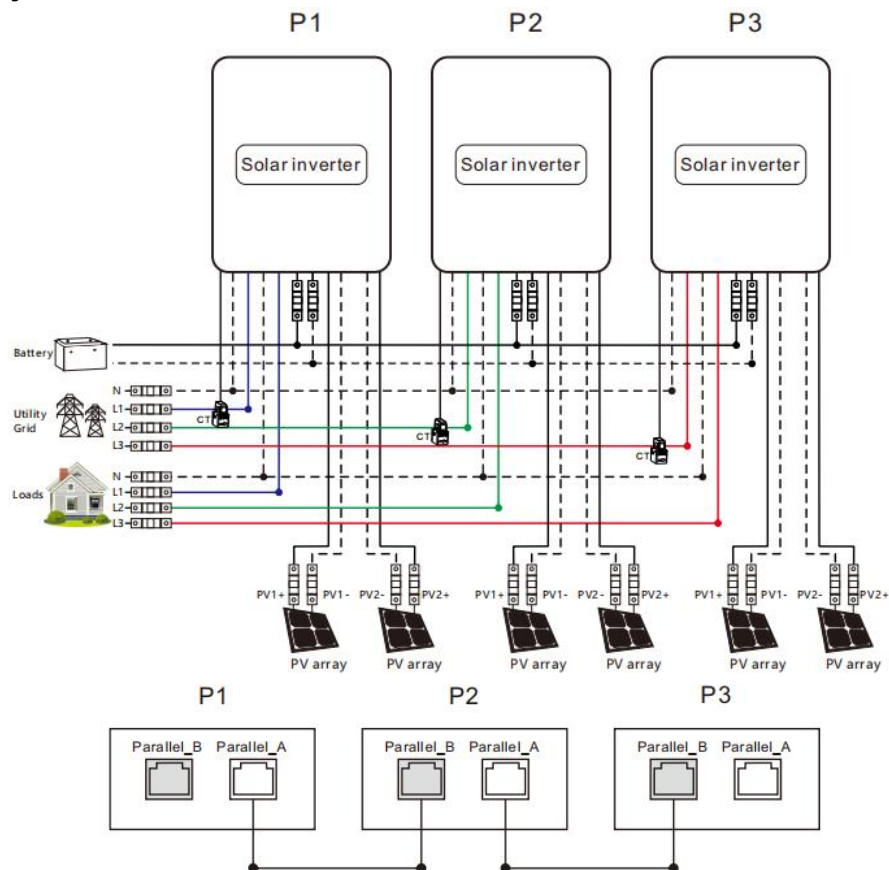 P1 P2 P3
Solar inverter Solar inverter Solar inverter
Battery
N
Utility Grid
L1
CT
L2
CT
L3
CT
N
Loads
L1
L2
L3
PV1+ PV1- PV2- PV2+ PV1+ PV1- PV2- PV2+ PV1+ PV1- PV2- PV2+
PV array PV array PV array PV array PV array PV array
P1 P2 P3
Parallel_B Parallel_A Parallel_B Parallel_A Parallel_B Parallel_A